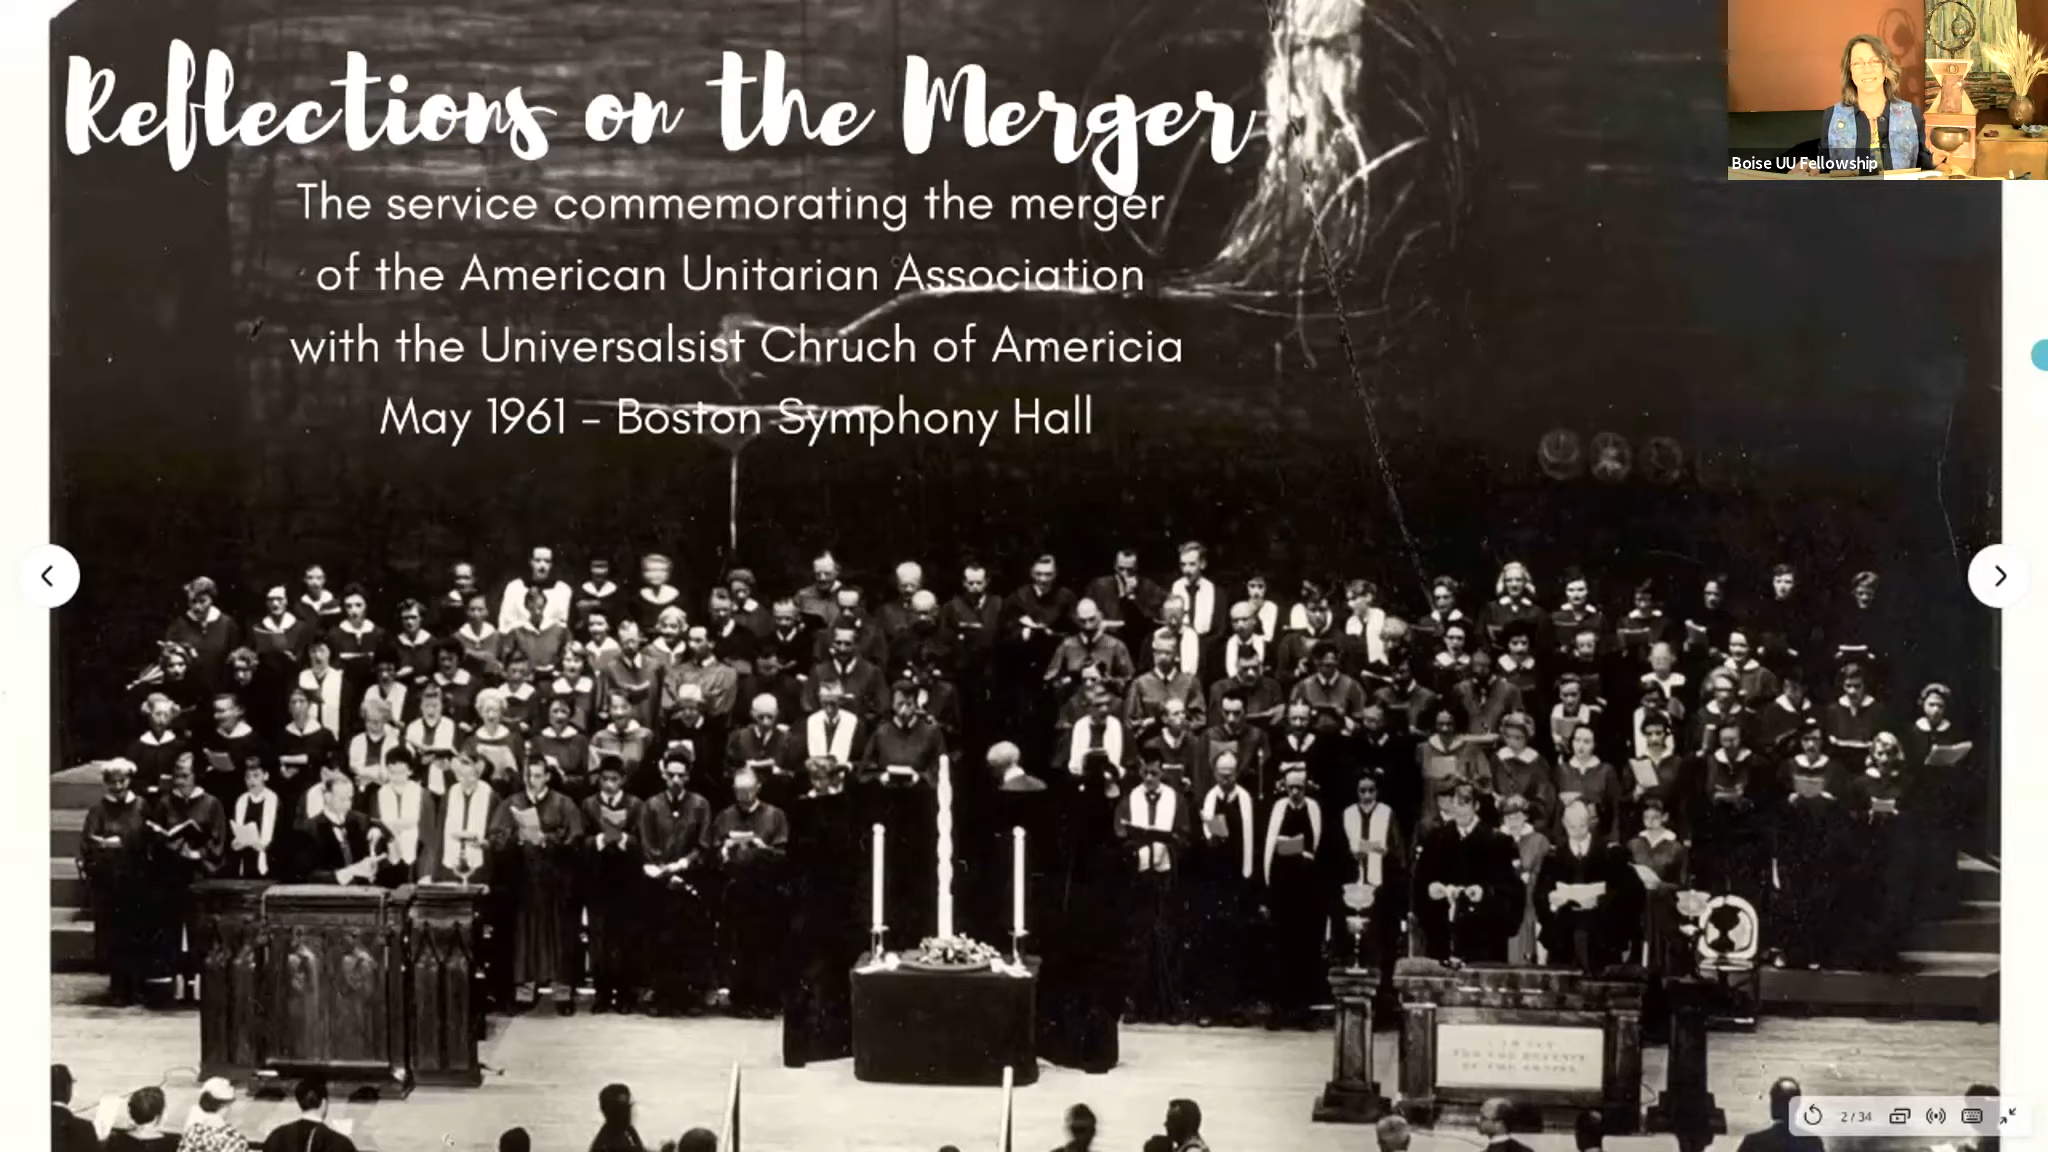 Reflections on the Merger
The service commemorating the merger
of the American Unitarian Association
with the Universalsist Chruch of Americia
May 1961 - Boston Symphony Hall
Boise UU Fellowship
2 / 34